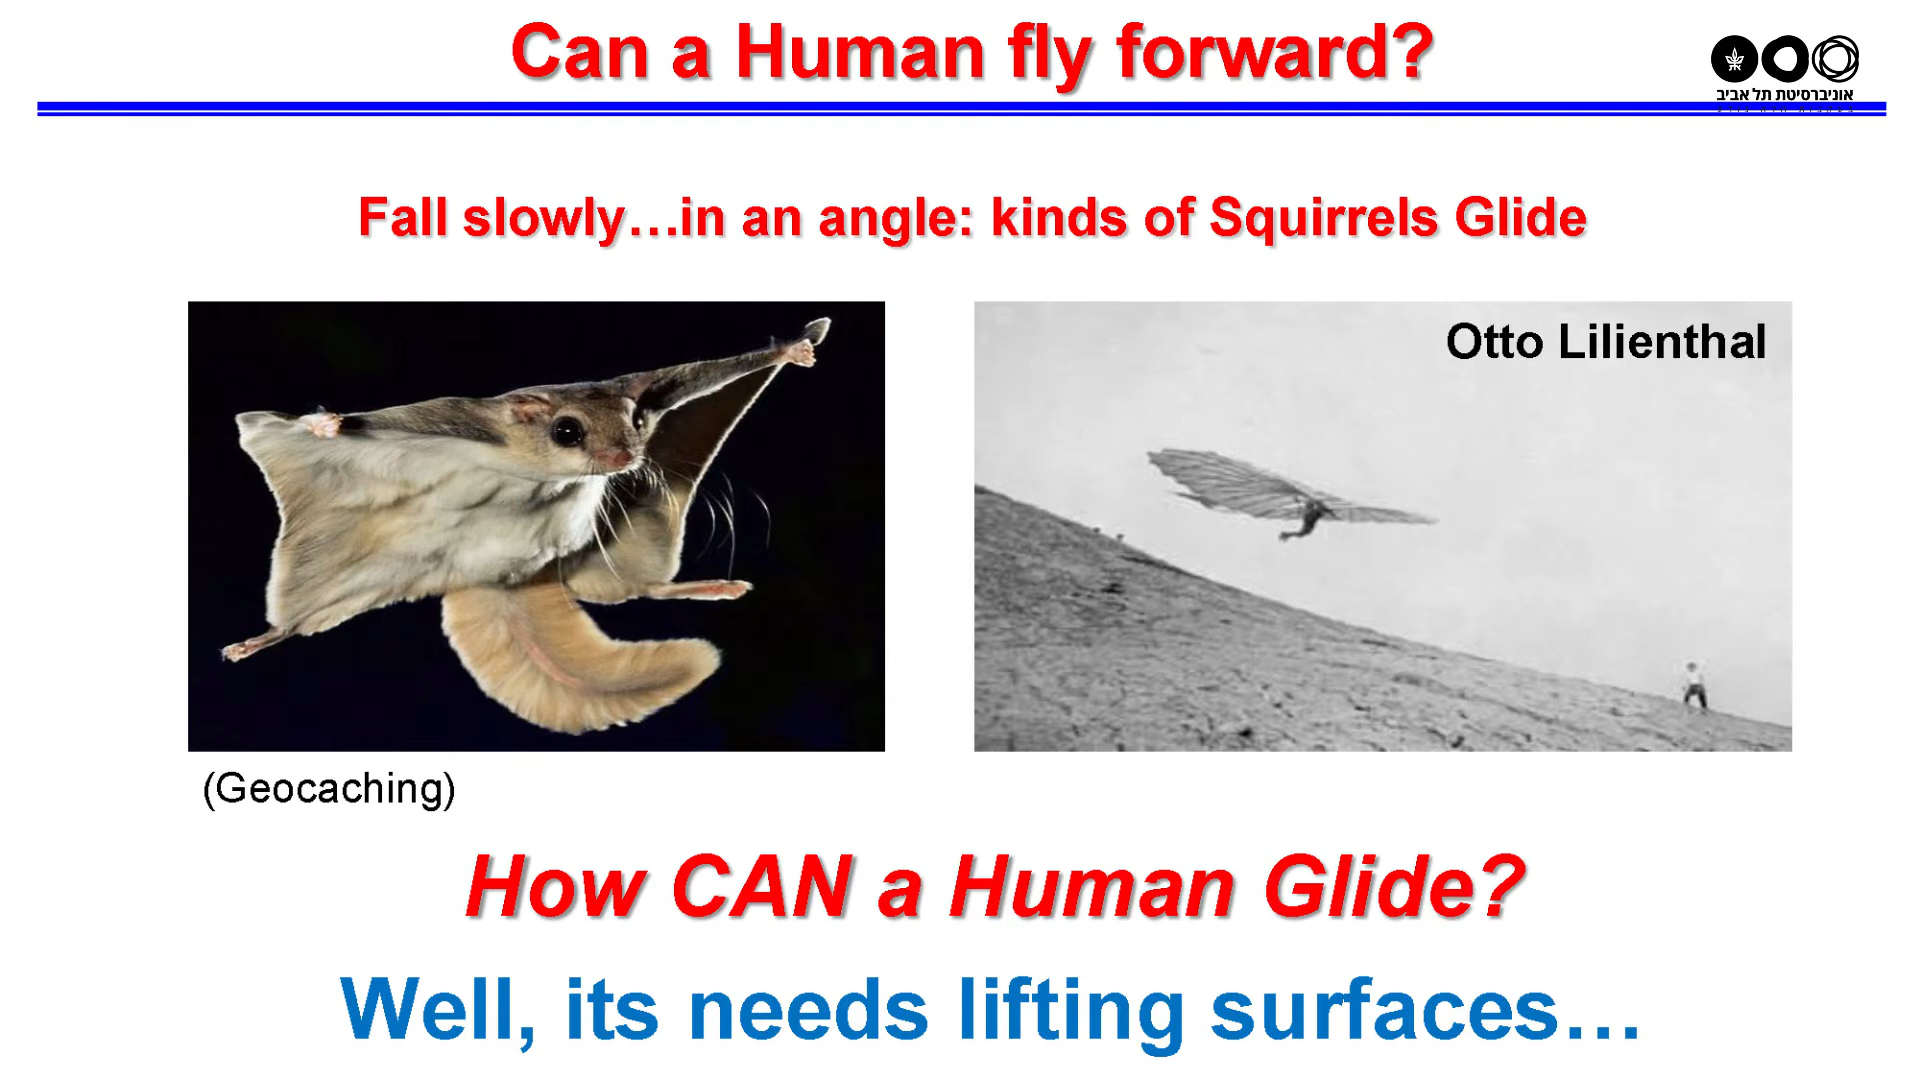 Can a Human fly forward?
אוניברסיטת תל אביב
Fall slowly…in an angle: kinds of Squirrels Glide
Otto Lilienthal
(Geocaching)
How CAN a Human Glide?
Well, its needs lifting surfaces…